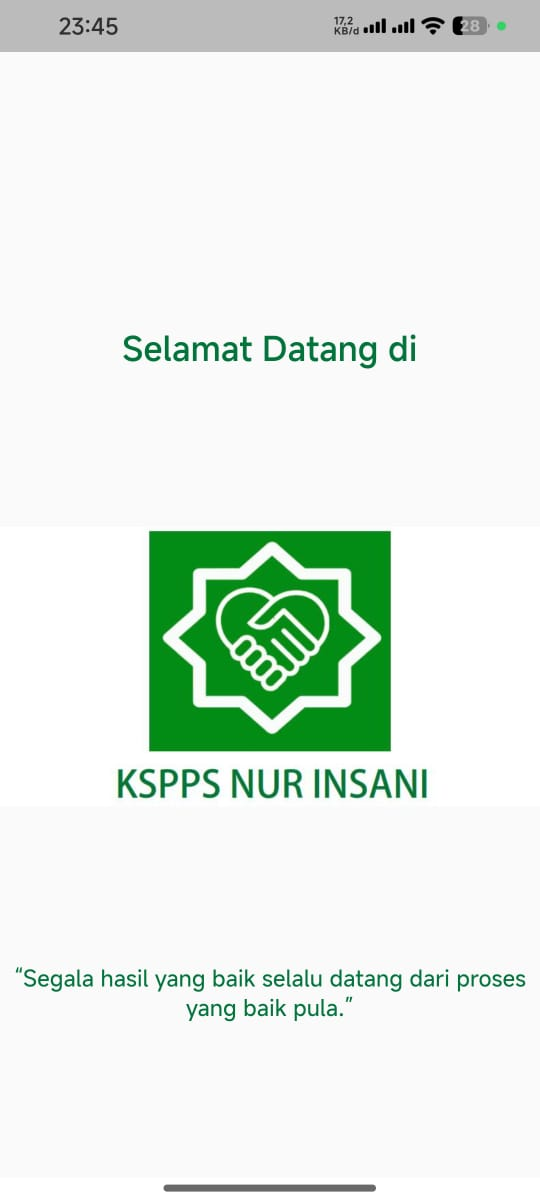 23:45
17,2
KB/d
28
Selamat Datang di
KSPPS NUR INSANI
“Segala hasil yang baik selalu datang dari proses
yang baik pula.”